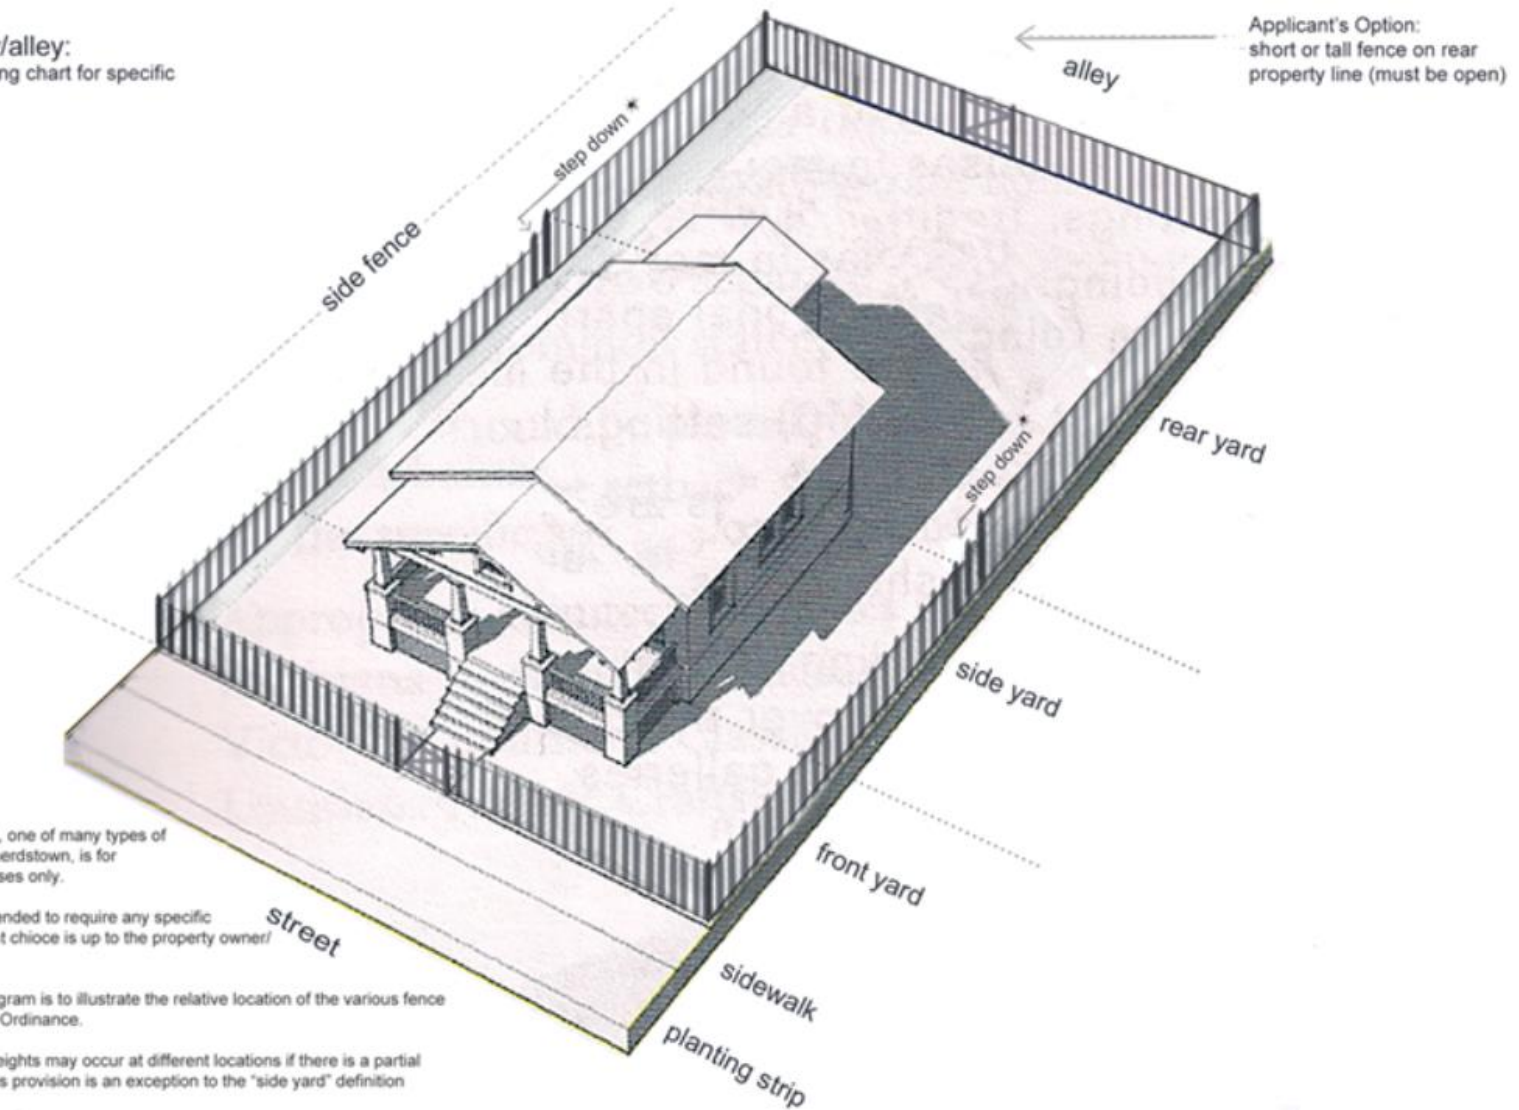 /alley:
ng chart for specific
Applicant's Option:
short or tall fence on rear
property line (must be open)
alley
step down *
side fence
rear yard
step down *
side yard
front yard
street
sidewalk
planting strip
, one of many types of
erdstown, is for
ses only.
ended to require any specific
t chioce is up to the property owner/
gram is to illustrate the relative location of the various fence
Ordinance.
eights may occur at different locations if there is a partial
s provision is an exception to the "side yard" definition